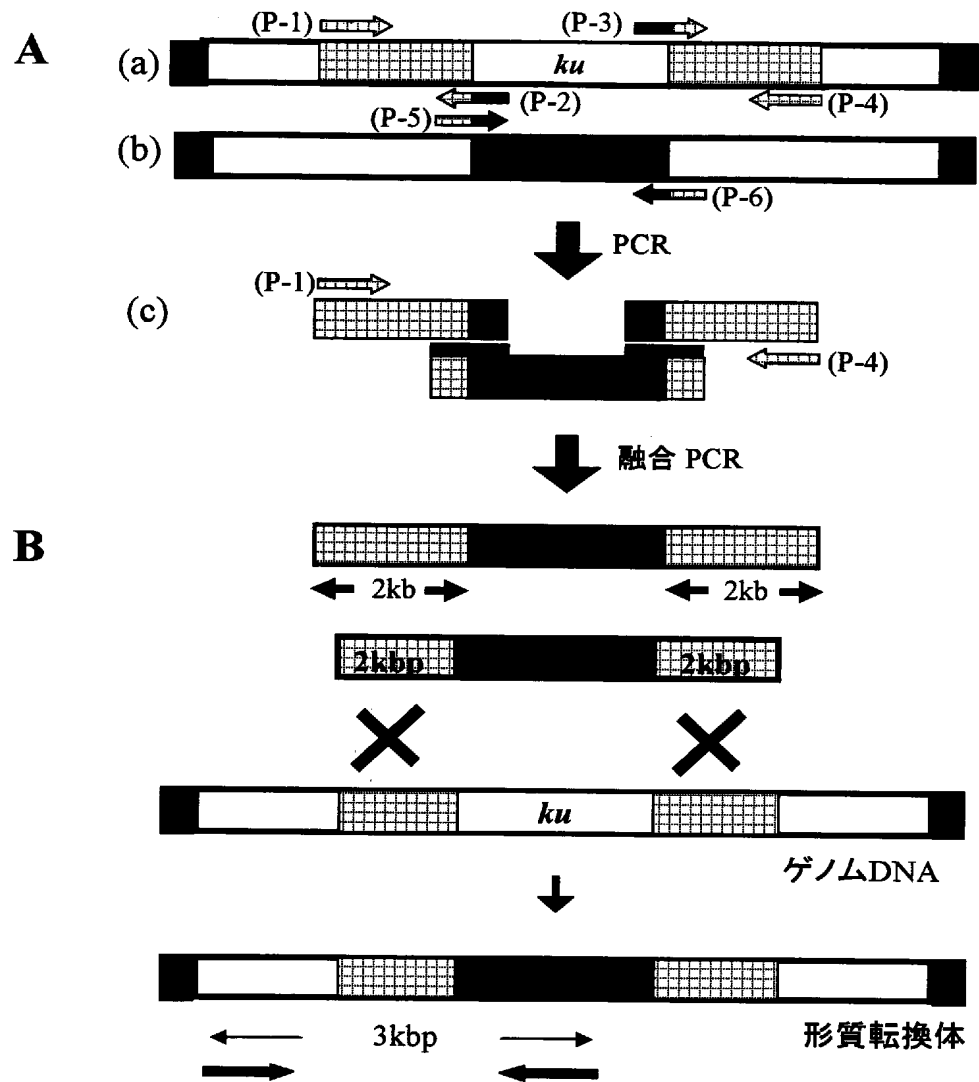 A
(P-1)
(P-3)
(a)
ku
(P-2)
(P-4)
(P-5)
(b)
(P-6)
PCR
(P-1)
(c)
(P-4)
融合 PCR
B
2kb
2kb
2kbp
2kbp
ku
ゲノムDNA
3kbp
形質転換体